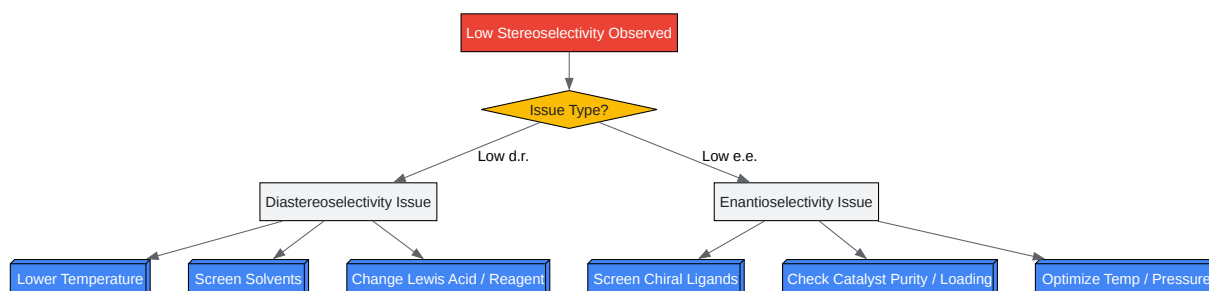 Low Stereoselectivity Observed
Issue Type?
Low d.r.
Low e.e.
Diastereoselectivity Issue
Enantioselectivity Issue
Lower Temperature
Screen Solvents
Change Lewis Acid / Reagent
Screen Chiral Ligands
Check Catalyst Purity / Loading
Optimize Temp / Pressure